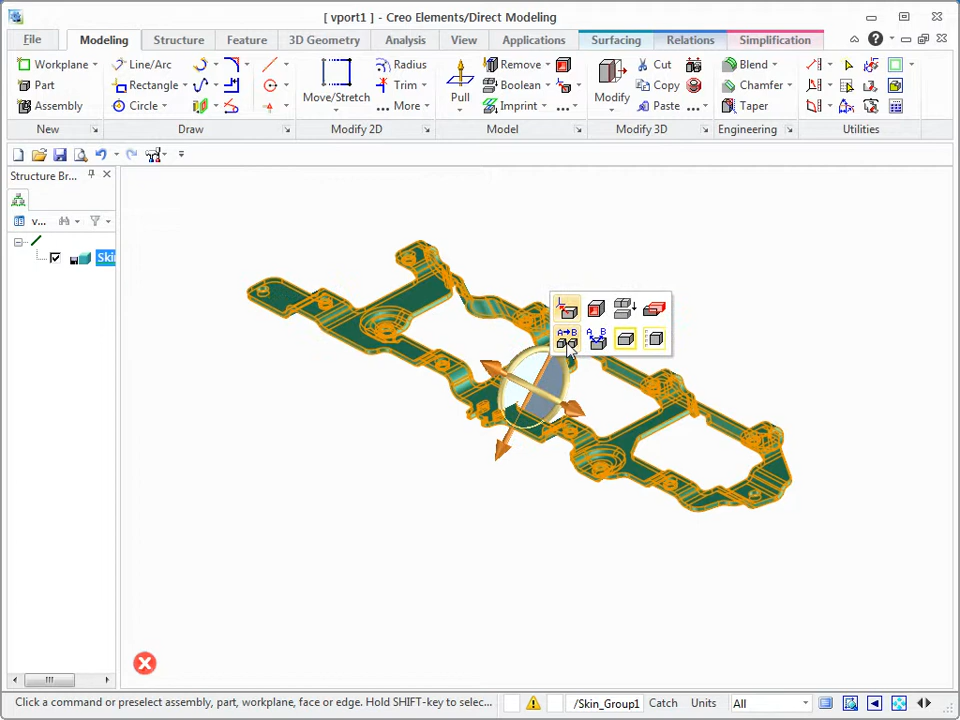 [ vport1 ] - Creo Elements/Direct Modeling
File
Modeling
Structure
Feature
3D Geometry
Analysis
View
Applications
Surfacing
Relations
Simplification
Workplane
Line/Arc
Radius
Remove
Cut
Blend
Part
Rectangle
Trim
Boolean
Copy
Chamfer
Assembly
Circle
Move/Stretch
More
Pull
Imprint
...
Modify
Paste
...
Taper
New
Draw
Modify 2D
Model
Modify 3D
Engineering
Utilities
Structure Br...
v...
Skin
A B
A B
Click a command or preselect assembly, part, workplane, face or edge. Hold SHIFT-key to selec...
/Skin_Group1
Catch
Units
All